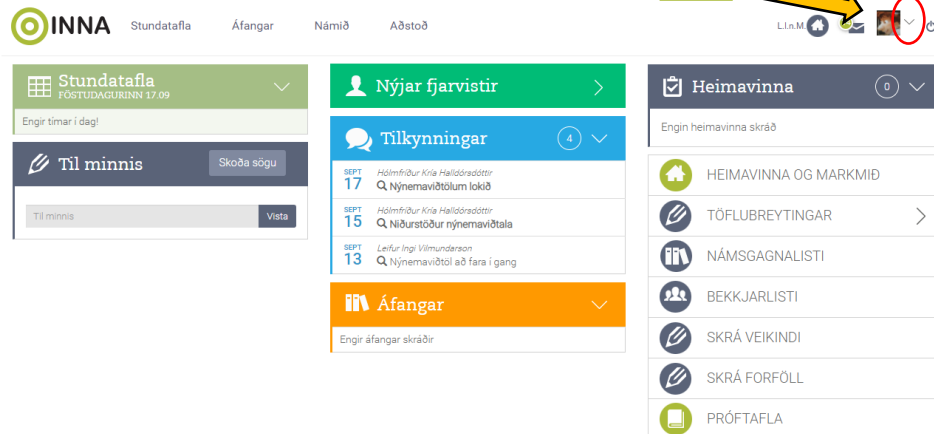 INNA
Stundatafla
Áfangar
Námið
Aðstoð
L.I.n.M.
Stundatafla
FÖSTUDAGURINN 17.09
Engir tímar í dag!
Til minnis
Skoða sögu
Til minnis
Vista
Nýjar fjarvistir
Tilkynningar
4
SEPT
17
Hólmfríður Kría Halldórsdóttir
Nýnemaviðtölum lokið
SEPT
15
Hólmfríður Kría Halldórsdóttir
Niðurstöður nýnemaviðtala
SEPT
13
Leifur Ingi Vilmundarson
Nýnemaviðtöl að fara í gang
Áfangar
Engir áfangar skráðir
Heimavinna
0
Engin heimavinna skráð
HEIMAVINNA OG MARKMIÐ
TÖFLUBREYTINGAR
NÁMSGAGNALISTI
BEKKJARLISTI
SKRÁ VEIKINDI
SKRÁ FORFÖLL
PRÓFTAFLA